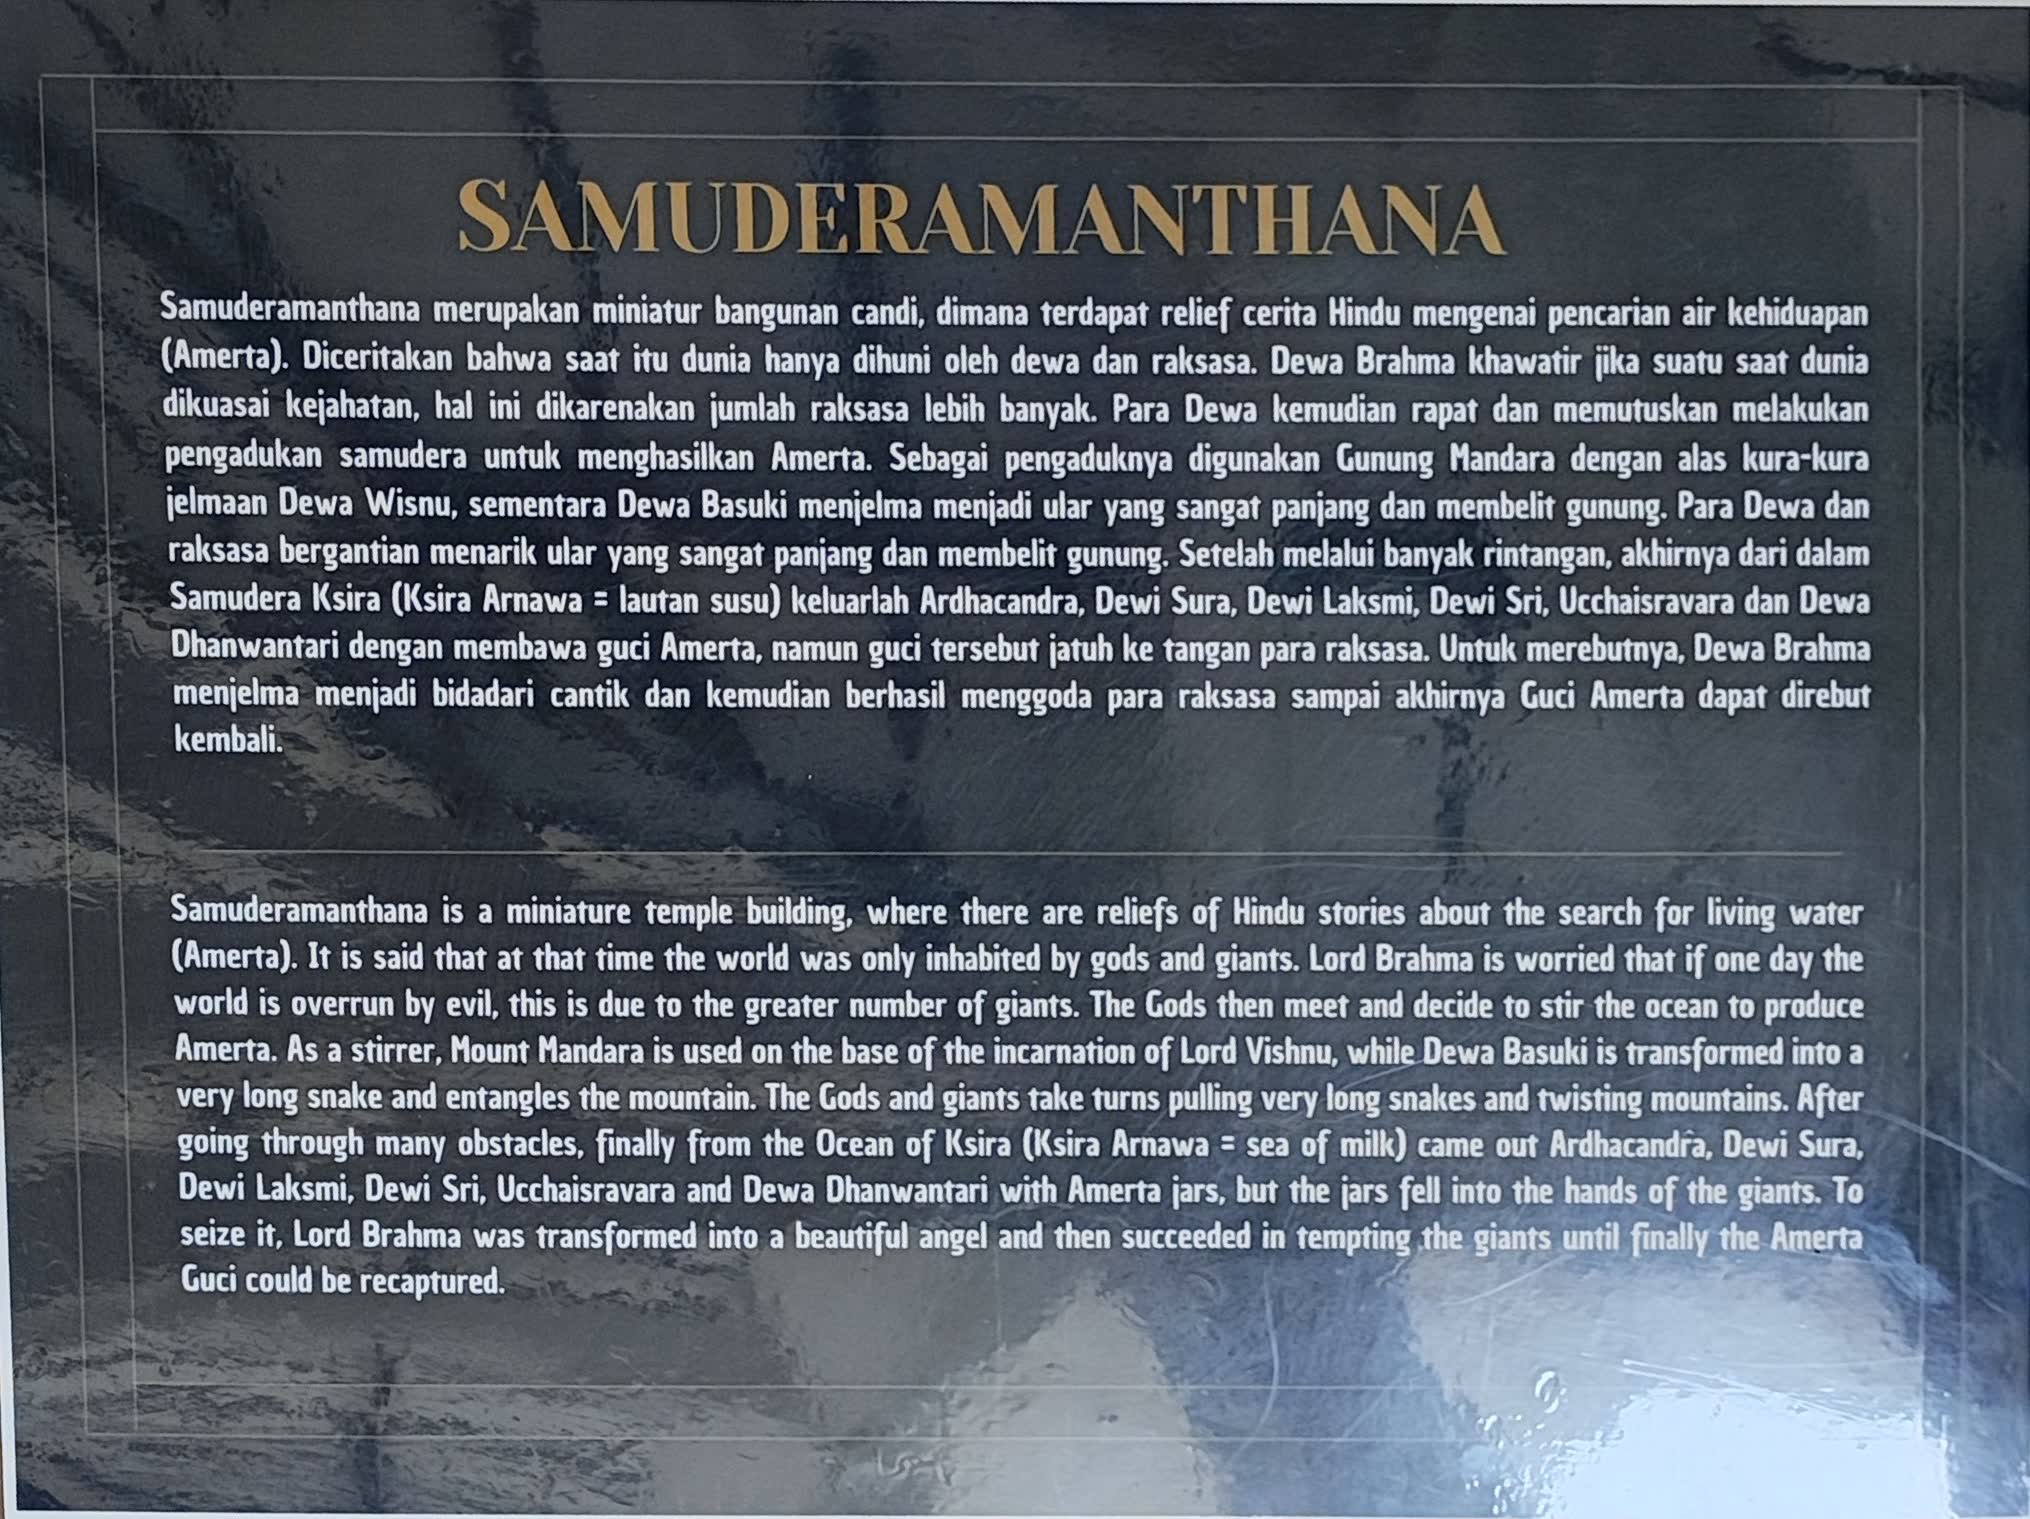 SAMUDERAMANTHANA
Samuderamanthana merupakan miniatur bangunan candi, dimana terdapat relief cerita Hindu mengenai pencarian air kehiduapan
(Amerta). Diceritakan bahwa saat itu dunia hanya dihuni oleh dewa dan raksasa. Dewa Brahma khawatir jika suatu saat dunia
dikuasai kejahatan, hal ini dikarenakan jumlah raksasa lebih banyak. Para Dewa kemudian rapat dan memutuskan melakukan
pengadukan samudera untuk menghasilkan Amerta. Sebagai pengaduknya digunakan Gunung Mandara dengan alas kura-kura
jelmaan Dewa Wisnu, sementara Dewa Basuki menjelma menjadi ular yang sangat panjang dan membelit gunung. Para Dewa dan
raksasa bergantian menarik ular yang sangat panjang dan membelit gunung. Setelah melalui banyak rintangan, akhirnya dari dalam
Samudera Ksira (Ksira Arnawa = lautan susu) keluarlah Ardhacandra, Dewi Sura, Dewi Laksmi, Dewi Sri, Ucchaisravara dan Dewa
Dhanwantari dengan membawa guci Amerta, namun guci tersebut jatuh ke tangan para raksasa. Untuk merebutnya, Dewa Brahma
menjelma menjadi bidadari cantik dan kemudian berhasil menggoda para raksasa sampai akhirnya Guci Amerta dapat direbut
kembali.
Samuderamanthana is a miniature temple building, where there are reliefs of Hindu stories about the search for living water
(Amerta). It is said that at that time the world was only inhabited by gods and giants. Lord Brahma is worried that if one day the
world is overrun by evil, this is due to the greater number of giants. The Gods then meet and decide to stir the ocean to produce
Amerta. As a stirrer, Mount Mandara is used on the base of the incarnation of Lord Vishnu, while Dewa Basuki is transformed into a
very long snake and entangles the mountain. The Gods and giants take turns pulling very long snakes and twisting mountains. After
going through many obstacles, finally from the Ocean of Ksira (Ksira Arnawa = sea of milk) came out Ardhacandra, Dewi Sura,
Dewi Laksmi, Dewi Sri, Ucchaisravara and Dewa Dhanwantari with Amerta jars, but the jars fell into the hands of the giants. To
seize it, Lord Brahma was transformed into a beautiful angel and then succeeded in tempting the giants until finally the Amerta
Guci could be recaptured.